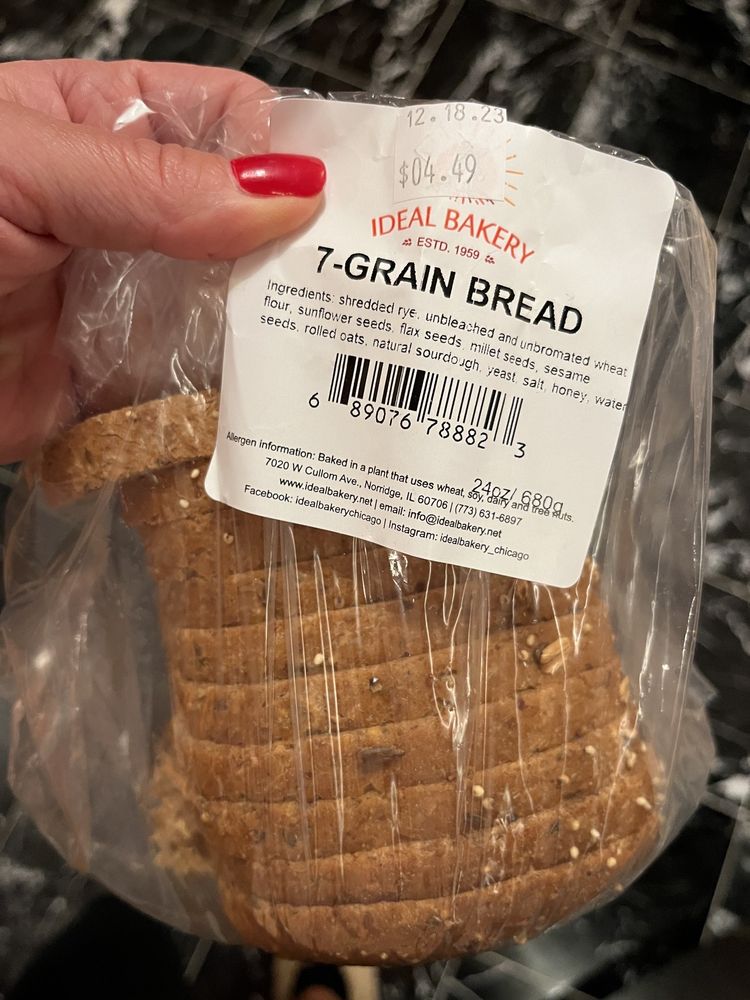 12.18.23
$04.49
IDEAL BAKERY
ESTD. 1959
7-GRAIN BREAD
Ingredients: shredded rye, unbleached and unbromated wheat
flour, sunflower seeds, flax seeds, millet seeds, sesame
seeds, rolled oats, natural sourdough, yeast, salt, honey, water
6 89076 78882 3
24oz/ 680g
Allergen information: Baked in a plant that uses wheat, soy, dairy and tree nuts.
7020 W Cullom Ave., Norridge, IL 60706 | (773) 631-6897
www.idealbakery.net | email: info@idealbakery.net
Facebook: idealbakerychicago | Instagram: idealbakery_chicago